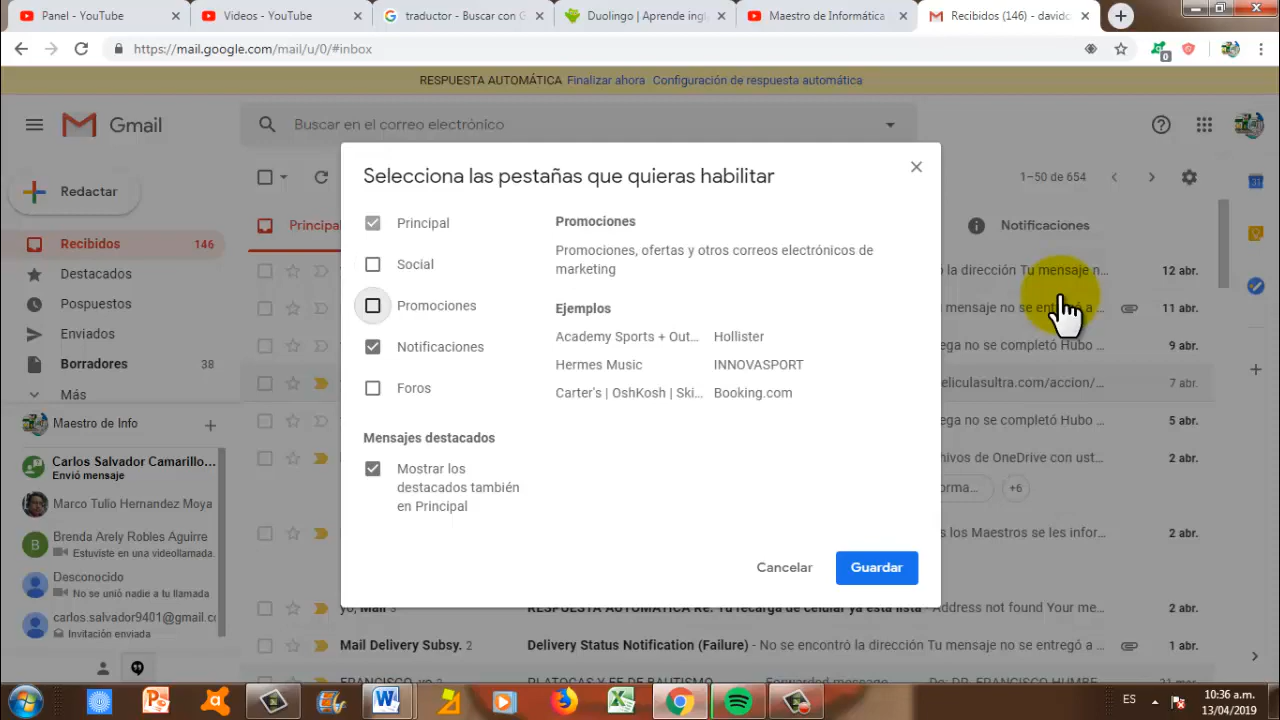 Panel - YouTube
Videos - YouTube
traductor - Buscar con G
Duolingo | Aprende inglé
Maestro de Informática
Recibidos (146) - davidc
https://mail.google.com/mail/u/0/#inbox
0
RESPUESTA AUTOMÁTICA Finalizar ahora Configuración de respuesta automática
Gmail
Buscar en el correo electrónico
Redactar
1–50 de 654
Selecciona las pestañas que quieras habilitar
Principal
Notificaciones
Recibidos 146
Destacados
Pospuestos
Enviados
Borradores 38
Más
Principal
Social
Promociones
Notificaciones
Foros
Mensajes destacados
Mostrar los
destacados también
en Principal
Promociones
Promociones, ofertas y otros correos electrónicos de
marketing
Ejemplos
Academy Sports + Out... Hollister
Hermes Music INNOVASPORT
Carter's | OshKosh | Ski... Booking.com
Cancelar
Guardar
ó la dirección Tu mensaje n... 12 abr.
mensaje no se entregó a ... 11 abr.
ega no se completó Hubo ... 9 abr.
eliculasultra.com/accion/... 7 abr.
ega no se completó Hubo ... 5 abr.
hivos de OneDrive con ust... 2 abr.
orma... +6
os los Maestros se les infor... 2 abr.
yo, Mail 3 RESPUESTA AUTOMÁTICA Re: Tu recarga de celular ya está lista - Address not found Your me... 2 abr.
Mail Delivery Subsy. 2 Delivery Status Notification (Failure) - No se encontró la dirección Tu mensaje no se entregó a ... 1 abr.
Maestro de Info
Carlos Salvador Camarillo...
Envió mensaje
Marco Tulio Hernandez Moya
B
Brenda Arely Robles Aguirre
Estuviste en una videollamada
Desconocido
No se unió nadie a tu llamada
carlos.salvador9401@gmail.co
Invitación enviada
ES
10:36 a.m.
13/04/2019